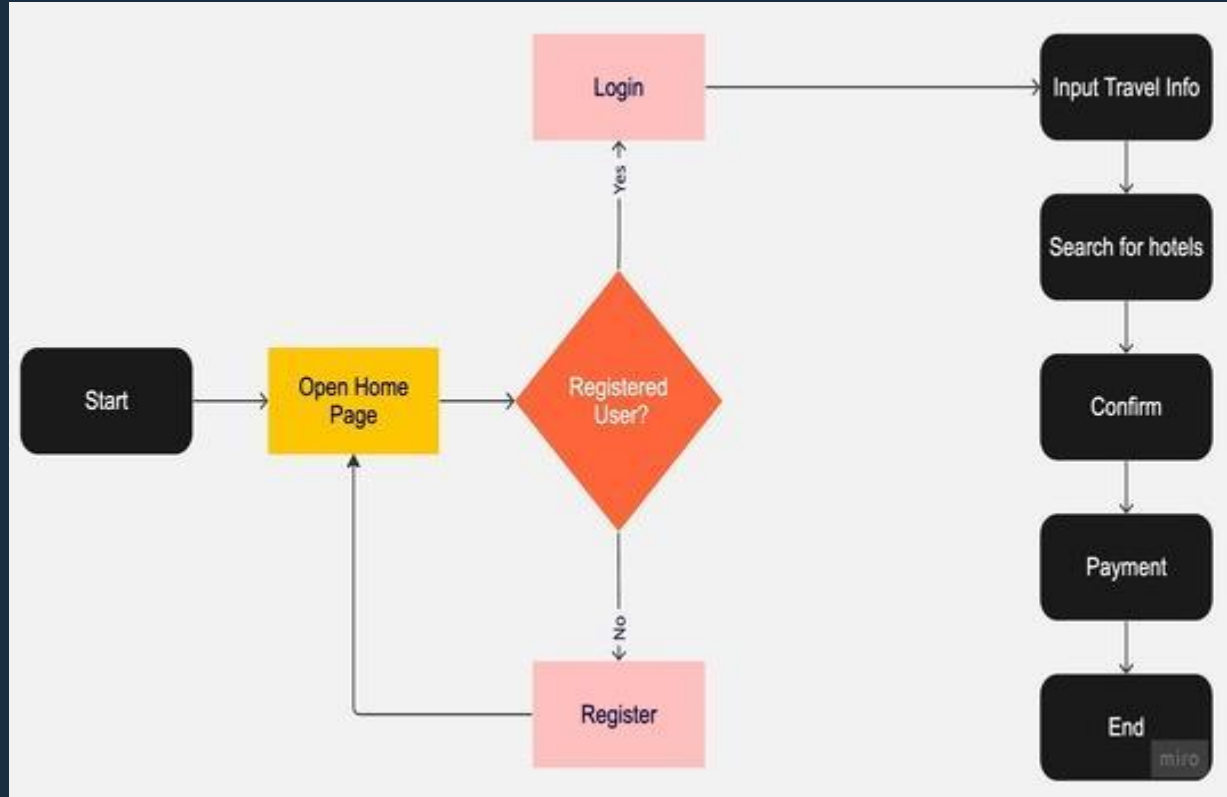 Start
Open Home
Page
Registered
User?
Yes
Login
No
Register
Input Travel Info
Search for hotels
Confirm
Payment
End
miro